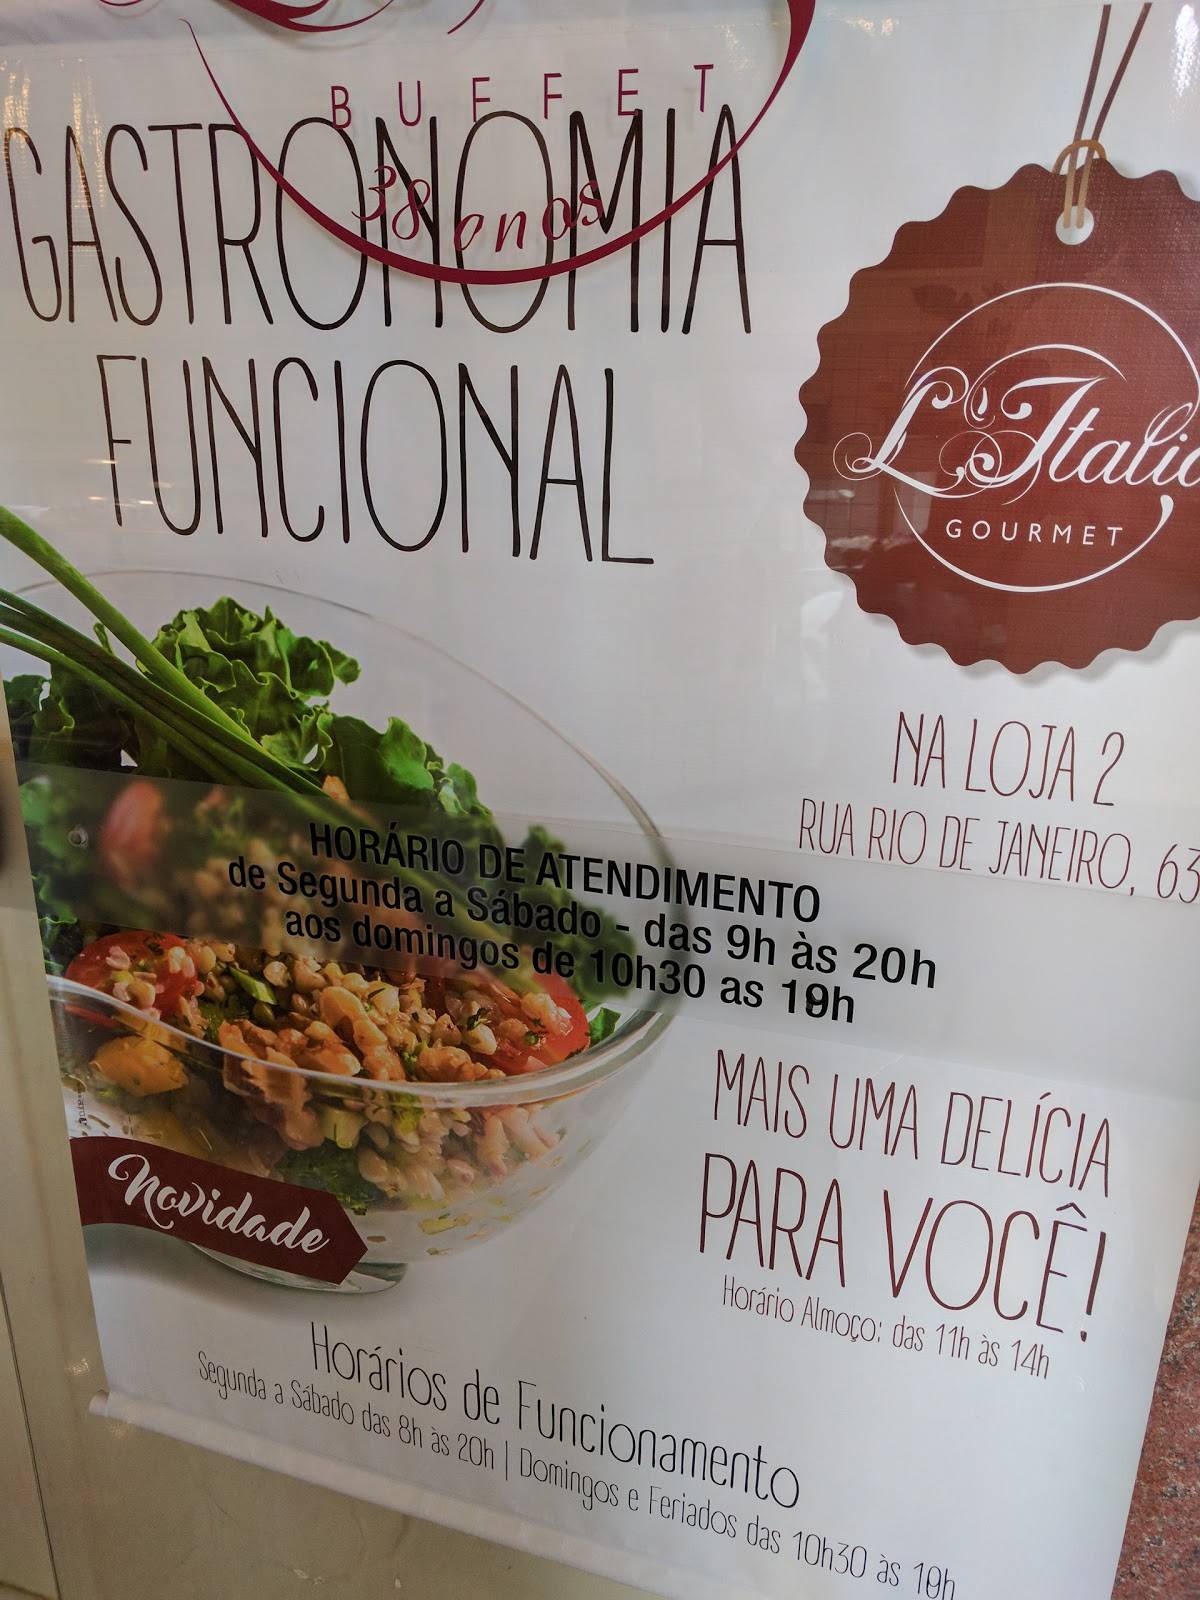 BUFFET
38 anos
GASTRONOMIA
FUNCIONAL
L'Italia
GOURMET
NA LOJA 2
RUA RIO DE JANEIRO, 63
HORÁRIO DE ATENDIMENTO
de Segunda a Sábado - das 9h às 20h
aos domingos de 10h30 as 19h
MAIS UMA DELÍCIA
PARA VOCÊ!
Horário Almoço: das 11h às 14h
Novidade
Horários de Funcionamento
Segunda a Sábado das 8h às 20h | Domingos e Feriados das 10h30 às 19h